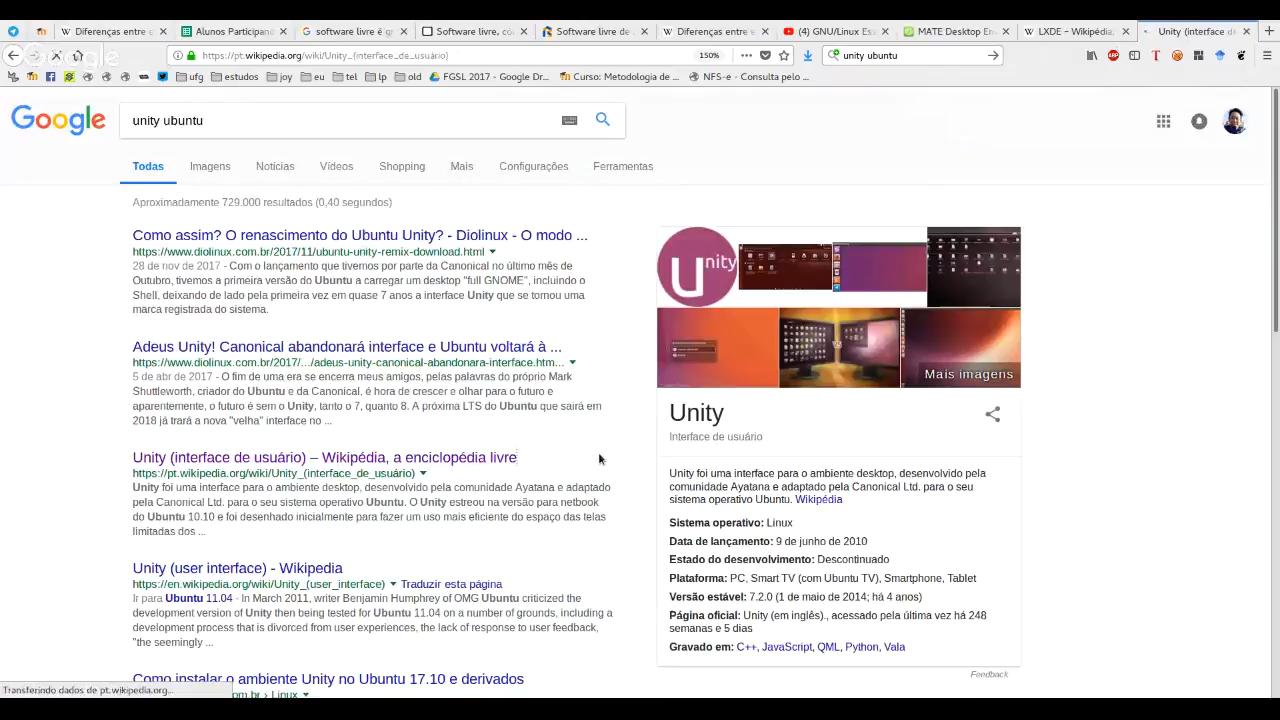 Diferenças entre e
Alunos Participand
software livre é gr
Software livre, cóc
Software livre - de
Diferenças entre e
(4) GNU/Linux Ess
MATE Desktop En
LXDE – Wikipédia,
Unity (interface d
https://pt.wikipedia.org/wiki/Unity_(interface_de_usuário)
150%
unity ubuntu
ufg
estudos
joy
eu
tel
lp
old
FGSL 2017 - Google Dr...
Curso: Metodologia de ...
NFS-e - Consulta pelo ...
Google
unity ubuntu
Todas
Imagens
Notícias
Vídeos
Shopping
Mais
Configurações
Ferramentas
Aproximadamente 729.000 resultados (0,40 segundos)
Como assim? O renascimento do Ubuntu Unity? - Diolinux - O modo ...
https://www.diolinux.com.br/2017/11/ubuntu-unity-remix-download.html
28 de nov de 2017 - Com o lançamento que tivemos por parte da Canonical no último mês de
Outubro, tivemos a primeira versão do Ubuntu a carregar um desktop "full GNOME", incluindo o
Shell, deixando de lado pela primeira vez em quase 7 anos a interface Unity que se tornou uma
marca registrada do sistema.
Adeus Unity! Canonical abandonará interface e Ubuntu voltará à ...
https://www.diolinux.com.br/2017/.../adeus-unity-canonical-abandonara-interface.htm...
5 de abr de 2017 - O fim de uma era se encerra meus amigos, pelas palavras do próprio Mark
Shuttleworth, criador do Ubuntu e da Canonical, é hora de crescer e olhar para o futuro e
aparentemente, o futuro é sem o Unity, tanto o 7, quanto 8. A próxima LTS do Ubuntu que sairá em
2018 já trará a nova "velha" interface no ...
Unity (interface de usuário) – Wikipédia, a enciclopédia livre
https://pt.wikipedia.org/wiki/Unity_(interface_de_usuário)
Unity foi uma interface para o ambiente desktop, desenvolvido pela comunidade Ayatana e adaptado
pela Canonical Ltd. para o seu sistema operativo Ubuntu. O Unity estreou na versão para netbook
do Ubuntu 10.10 e foi desenhado inicialmente para fazer um uso mais eficiente do espaço das telas
limitadas dos ...
Unity (user interface) - Wikipedia
https://en.wikipedia.org/wiki/Unity_(user_interface)
Traduzir esta página
Ir para Ubuntu 11.04 - In March 2011, writer Benjamin Humphrey of OMG Ubuntu criticized the
development version of Unity then being tested for Ubuntu 11.04 on a number of grounds, including a
development process that is divorced from user experiences, the lack of response to user feedback,
"the seemingly ...
Como instalar o ambiente Unity no Ubuntu 17.10 e derivados
om.br › Linux
Transferindo dados de pt.wikipedia.org...
unity
Mais imagens
Unity
Interface de usuário
Unity foi uma interface para o ambiente desktop, desenvolvido pela
comunidade Ayatana e adaptado pela Canonical Ltd. para o seu
sistema operativo Ubuntu. Wikipédia
Sistema operativo: Linux
Data de lançamento: 9 de junho de 2010
Estado do desenvolvimento: Descontinuado
Plataforma: PC, Smart TV (com Ubuntu TV), Smartphone, Tablet
Versão estável: 7.2.0 (1 de maio de 2014; há 4 anos)
Página oficial: Unity (em inglês)., acessado pela última vez há 248
semanas e 5 dias
Gravado em: C++, JavaScript, QML, Python, Vala
Feedback